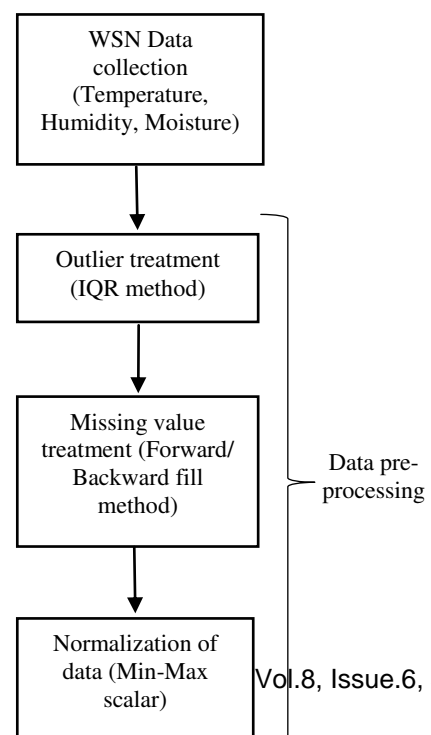 WSN Data
collection
(Temperature,
Humidity, Moisture)
Outlier treatment
(IQR method)
Missing value
treatment (Forward/
Backward fill
method)
Data pre-
processing
Normalization of
data (Min-Max
scalar)
Vol.8, Issue.6,